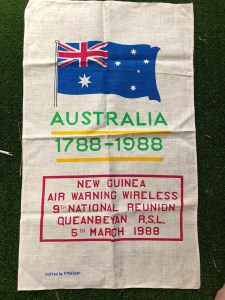 AUSTRALIA
1788-1988
NEW GUINEA
AIR WARNING WIRELESS
9TH NATIONAL REUNION
QUEANBEYAN R.S.L.
5TH MARCH 1988